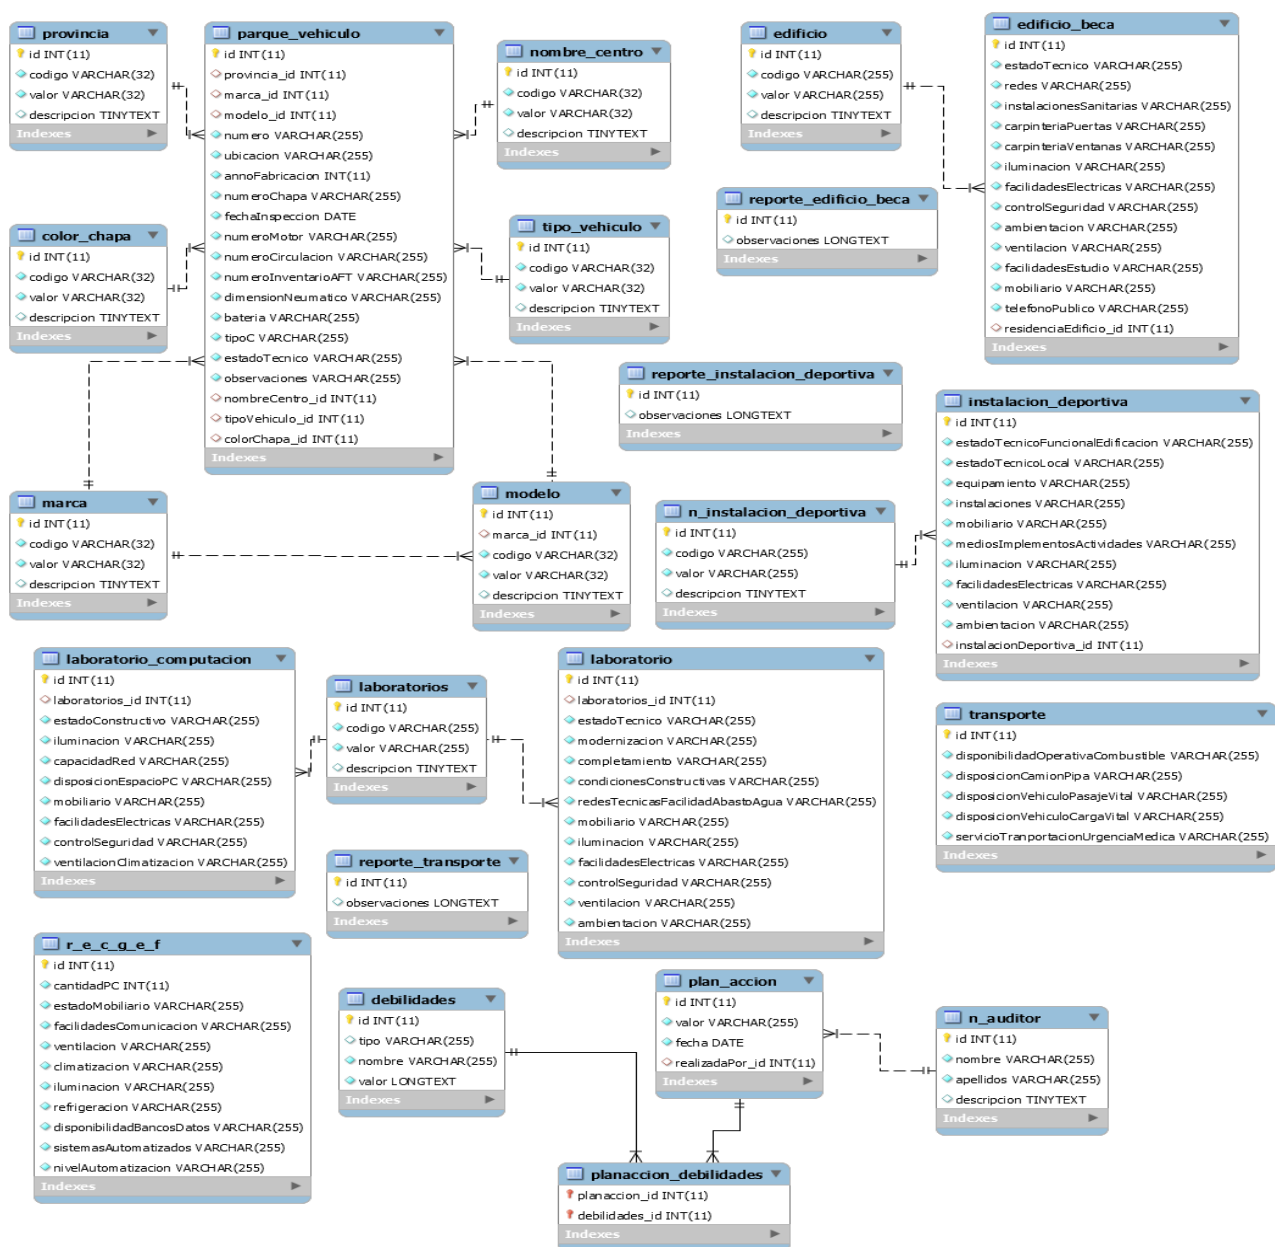 provincia
id INT(11)
codigo VARCHAR(32)
valor VARCHAR(32)
descripcion TINYTEXT
Indexes
parque_vehiculo
id INT(11)
provincia_id INT(11)
marca_id INT(11)
modelo_id INT(11)
numero VARCHAR(255)
ubicacion VARCHAR(255)
annoFabricacion INT(11)
numeroChapa VARCHAR(255)
fechaInspeccion DATE
numeroMotor VARCHAR(255)
numeroCirculacion VARCHAR(255)
numeroInventarioAFT VARCHAR(255)
dimensionNeumatico VARCHAR(255)
bateria VARCHAR(255)
tipoC VARCHAR(255)
estadoTecnico VARCHAR(255)
observaciones VARCHAR(255)
nombreCentro_id INT(11)
tipoVehiculo_id INT(11)
colorChapa_id INT(11)
Indexes
nombre_centro
id INT(11)
codigo VARCHAR(32)
valor VARCHAR(32)
descripcion TINYTEXT
Indexes
edificio
id INT(11)
codigo VARCHAR(255)
valor VARCHAR(255)
descripcion TINYTEXT
Indexes
edificio_beca
id INT(11)
estadoTecnico VARCHAR(255)
redes VARCHAR(255)
instalacionesSanitarias VARCHAR(255)
carpinteriaPuertas VARCHAR(255)
carpinteriaVentanas VARCHAR(255)
iluminacion VARCHAR(255)
facilidadesElectricas VARCHAR(255)
controlSeguridad VARCHAR(255)
ambientacion VARCHAR(255)
ventilacion VARCHAR(255)
facilidadesEstudio VARCHAR(255)
mobiliario VARCHAR(255)
telefonoPublico VARCHAR(255)
residenciaEdificio_id INT(11)
Indexes
reporte_edificio_beca
id INT(11)
observaciones LONGTEXT
Indexes
color_chapa
id INT(11)
codigo VARCHAR(32)
valor VARCHAR(32)
descripcion TINYTEXT
Indexes
tipo_vehiculo
id INT(11)
codigo VARCHAR(32)
valor VARCHAR(32)
descripcion TINYTEXT
Indexes
reporte_instalacion_deportiva
id INT(11)
observaciones LONGTEXT
Indexes
instalacion_deportiva
id INT(11)
estadoTecnicoFuncionalEdificacion VARCHAR(255)
estadoTecnicoLocal VARCHAR(255)
equipamiento VARCHAR(255)
instalaciones VARCHAR(255)
mobiliario VARCHAR(255)
mediosImplementosActividades VARCHAR(255)
iluminacion VARCHAR(255)
facilidadesElectricas VARCHAR(255)
ventilacion VARCHAR(255)
ambientacion VARCHAR(255)
instalacionDeportiva_id INT(11)
Indexes
marca
id INT(11)
codigo VARCHAR(32)
valor VARCHAR(32)
descripcion TINYTEXT
Indexes
modelo
id INT(11)
marca_id INT(11)
codigo VARCHAR(32)
valor VARCHAR(32)
descripcion TINYTEXT
Indexes
n_instalacion_deportiva
id INT(11)
codigo VARCHAR(255)
valor VARCHAR(255)
descripcion TINYTEXT
Indexes
laboratorio_computacion
id INT(11)
laboratorios_id INT(11)
estadoConstructivo VARCHAR(255)
iluminacion VARCHAR(255)
capacidadRed VARCHAR(255)
disposicionEspacioPC VARCHAR(255)
mobiliario VARCHAR(255)
facilidadesElectricas VARCHAR(255)
controlSeguridad VARCHAR(255)
ventilacionClimatizacion VARCHAR(255)
Indexes
laboratorios
id INT(11)
codigo VARCHAR(255)
valor VARCHAR(255)
descripcion TINYTEXT
Indexes
laboratorio
id INT(11)
laboratorios_id INT(11)
estadoTecnico VARCHAR(255)
modernizacion VARCHAR(255)
completamiento VARCHAR(255)
condicionesConstructivas VARCHAR(255)
redesTecnicasFacilidadAbastoAgua VARCHAR(255)
mobiliario VARCHAR(255)
iluminacion VARCHAR(255)
facilidadesElectricas VARCHAR(255)
controlSeguridad VARCHAR(255)
ventilacion VARCHAR(255)
ambientacion VARCHAR(255)
Indexes
transporte
id INT(11)
disponibilidadOperativaCombustible VARCHAR(255)
disposicionCamionPipa VARCHAR(255)
disposicionVehiculoPasajeVital VARCHAR(255)
disposicionVehiculoCargaVital VARCHAR(255)
servicioTranportacionUrgenciaMedica VARCHAR(255)
Indexes
reporte_transporte
id INT(11)
observaciones LONGTEXT
Indexes
r_e_c_g_e_f
id INT(11)
cantidadPC INT(11)
estadoMobiliario VARCHAR(255)
facilidadesComunicacion VARCHAR(255)
ventilacion VARCHAR(255)
climatizacion VARCHAR(255)
iluminacion VARCHAR(255)
refrigeracion VARCHAR(255)
disponibilidadBancosDatos VARCHAR(255)
sistemasAutomatizados VARCHAR(255)
nivelAutomatizacion VARCHAR(255)
Indexes
debilidades
id INT(11)
tipo VARCHAR(255)
nombre VARCHAR(255)
valor LONGTEXT
Indexes
plan_accion
id INT(11)
valor VARCHAR(255)
fecha DATE
realizadaPor_id INT(11)
Indexes
n_auditor
id INT(11)
nombre VARCHAR(255)
apellidos VARCHAR(255)
descripcion TINYTEXT
Indexes
planaccion_debilidades
planaccion_id INT(11)
debilidades_id INT(11)
Indexes